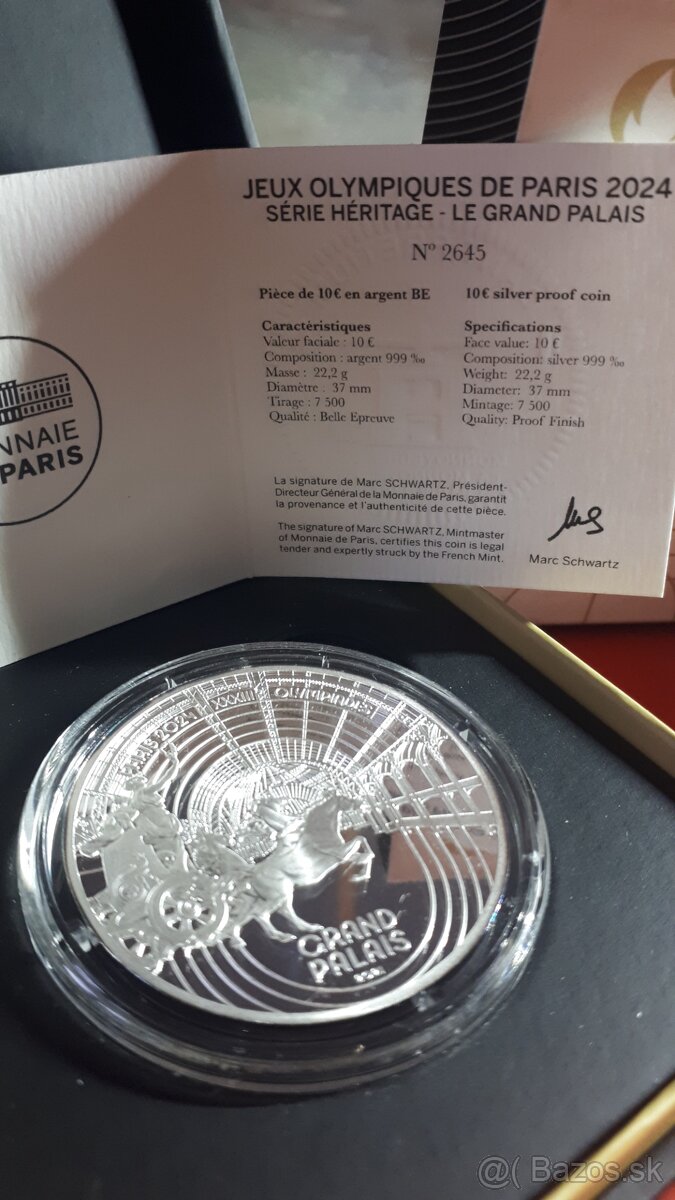 JEUX OLYMPIQUES DE PARIS 2024
SÉRIE HÉRITAGE - LE GRAND PALAIS
N° 2645
Pièce de 10€ en argent BE
Caractéristiques
Valeur faciale : 10 €
Composition : argent 999 ‰
Masse : 22,2 g
Diamètre : 37 mm
Tirage : 7 500
Qualité : Belle Epreuve
10€ silver proof coin
Specifications
Face value: 10 €
Composition: silver 999 ‰
Weight: 22,2 g
Diameter: 37 mm
Mintage: 7 500
Quality: Proof Finish
NNAIE
PARIS
La signature de Marc SCHWARTZ, Président-
Directeur Général de la Monnaie de Paris, garantit
la provenance et l'authenticité de cette pièce.
The signature of Marc SCHWARTZ, Mintmaster
of Monnaie de Paris, certifies this coin is legal
tender and expertly struck by the French Mint.
Marc Schwartz
PARIS 2024 XXXIII OLYMPIADES
GRAND
PALAIS
@( Bazos.sk